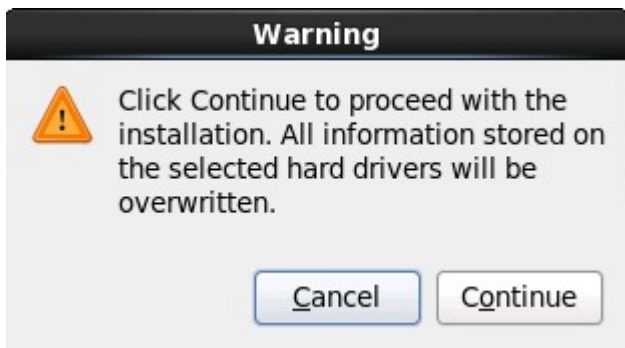 Warning
Click Continue to proceed with the
installation. All information stored on
the selected hard drivers will be
overwritten.
Cancel
Continue